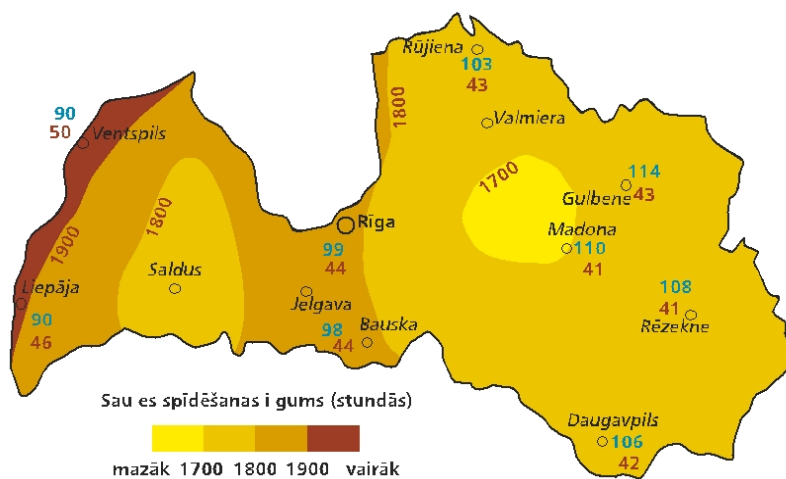 Rūjiena
103
43
1800
90
50
Ventspils
Valmiera
1700
114
Gulbene
43
1800
Rīga
Madona
110
41
1900
99
44
Saldus
Jelgava
Liepāja
90
46
98
44
Bauska
108
41
Rēzekne
Sau es spīdēšanas i gums (stundās)
mazāk 1700 1800 1900 vairāk
Daugavpils
106
42